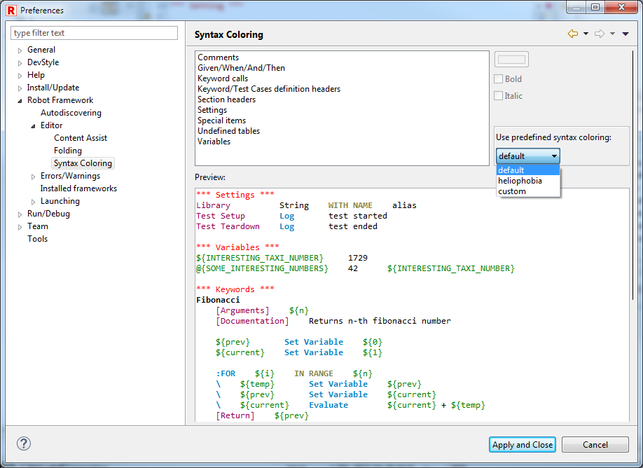 R Preferences
type filter text
General
DevStyle
Help
Install/Update
Robot Framework
Autodiscovering
Editor
Content Assist
Folding
Syntax Coloring
Errors/Warnings
Installed frameworks
Launching
Run/Debug
Team
Tools
Syntax Coloring
Comments
Given/When/And/Then
Keyword calls
Keyword/Test Cases definition headers
Section headers
Settings
Special items
Undefined tables
Variables
Bold
Italic
Use predefined syntax coloring:
default
default
heliophobia
custom
Preview:
*** Settings ***
Library String WITH NAME alias
Test Setup Log test started
Test Teardown Log test ended
*** Variables ***
${INTERESTING_TAXI_NUMBER} 1729
@{SOME_INTERESTING_NUMBERS} 42 ${INTERESTING_TAXI_NUMBER}
*** Keywords ***
Fibonacci
[Arguments] ${n}
[Documentation] Returns n-th fibonacci number
${prev} Set Variable ${0}
${current} Set Variable ${1}
:FOR ${i} IN RANGE ${n}
\ ${temp} Set Variable ${prev}
\ ${prev} Set Variable ${current}
\ ${current} Evaluate ${current} + ${temp}
[Return] ${prev}
?
Apply and Close
Cancel